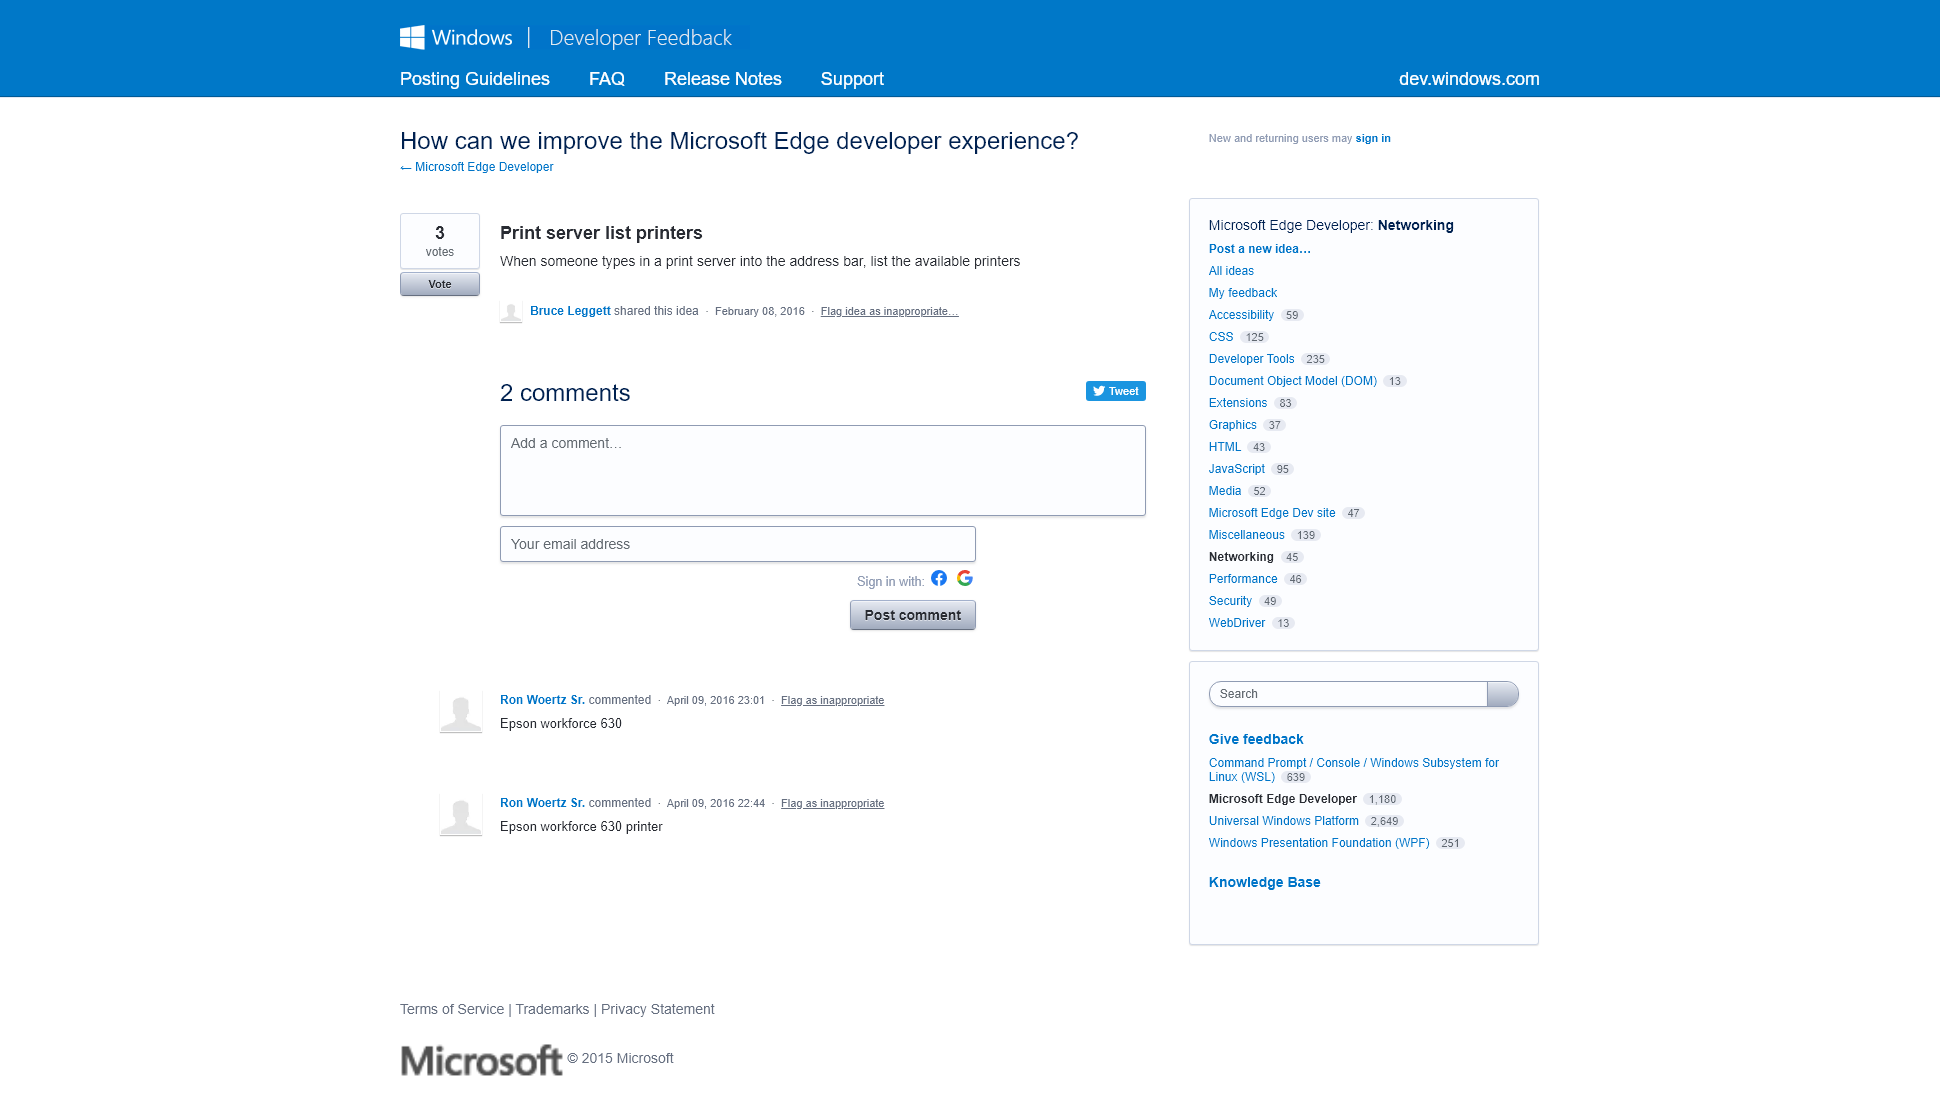 Windows | Developer Feedback
Posting Guidelines FAQ Release Notes Support dev.windows.com
How can we improve the Microsoft Edge developer experience?
← Microsoft Edge Developer
New and returning users may sign in
3
votes
Vote
Print server list printers
When someone types in a print server into the address bar, list the available printers
Bruce Leggett shared this idea · February 08, 2016 · Flag idea as inappropriate…
2 comments
Tweet
Add a comment…
Your email address
Sign in with:
Post comment
Ron Woertz Sr. commented · April 09, 2016 23:01 · Flag as inappropriate
Epson workforce 630
Ron Woertz Sr. commented · April 09, 2016 22:44 · Flag as inappropriate
Epson workforce 630 printer
Microsoft Edge Developer: Networking
Post a new idea…
All ideas
My feedback
Accessibility 59
CSS 125
Developer Tools 235
Document Object Model (DOM) 13
Extensions 83
Graphics 37
HTML 43
JavaScript 95
Media 52
Microsoft Edge Dev site 47
Miscellaneous 139
Networking 45
Performance 46
Security 49
WebDriver 13
Search
Give feedback
Command Prompt / Console / Windows Subsystem for
Linux (WSL) 639
Microsoft Edge Developer 1,180
Universal Windows Platform 2,649
Windows Presentation Foundation (WPF) 251
Knowledge Base
Terms of Service | Trademarks | Privacy Statement
Microsoft © 2015 Microsoft